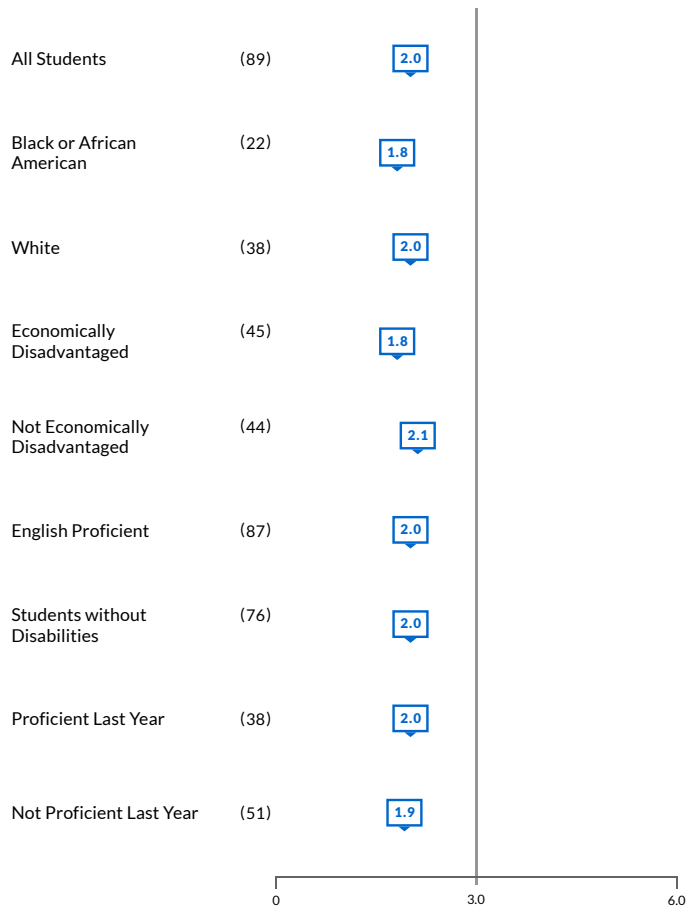 All Students (89) 2.0
Black or African (22)
American 1.8
White (38) 2.0
Economically (45)
Disadvantaged 1.8
Not Economically (44)
Disadvantaged 2.1
English Proficient (87) 2.0
Students without (76)
Disabilities 2.0
Proficient Last Year (38) 2.0
Not Proficient Last Year (51) 1.9
0 3.0 6.0